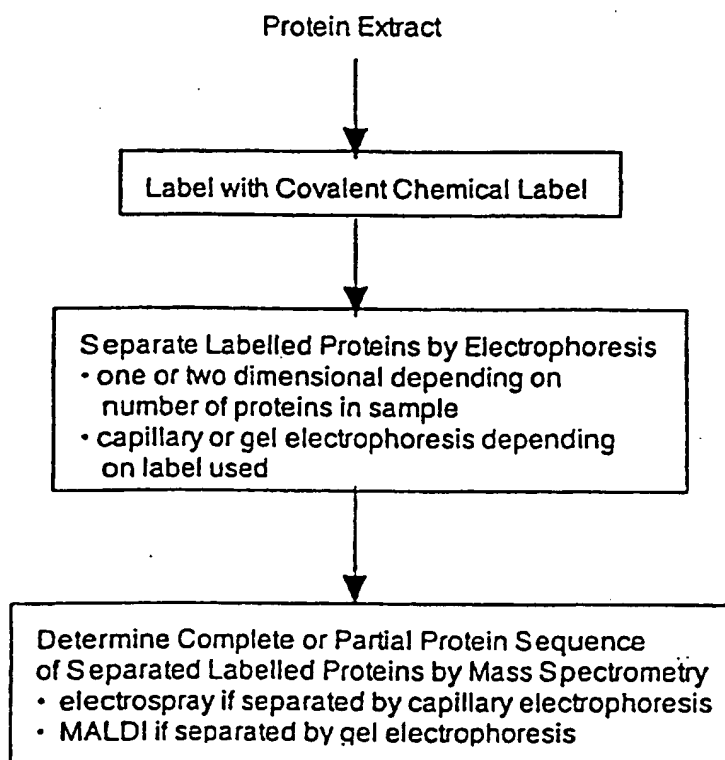 Protein Extract
Label with Covalent Chemical Label
Separate Labelled Proteins by Electrophoresis
• one or two dimensional depending on
number of proteins in sample
• capillary or gel electrophoresis depending
on label used
Determine Complete or Partial Protein Sequence
of Separated Labelled Proteins by Mass Spectrometry
• electrospray if separated by capillary electrophoresis
• MALDI if separated by gel electrophoresis